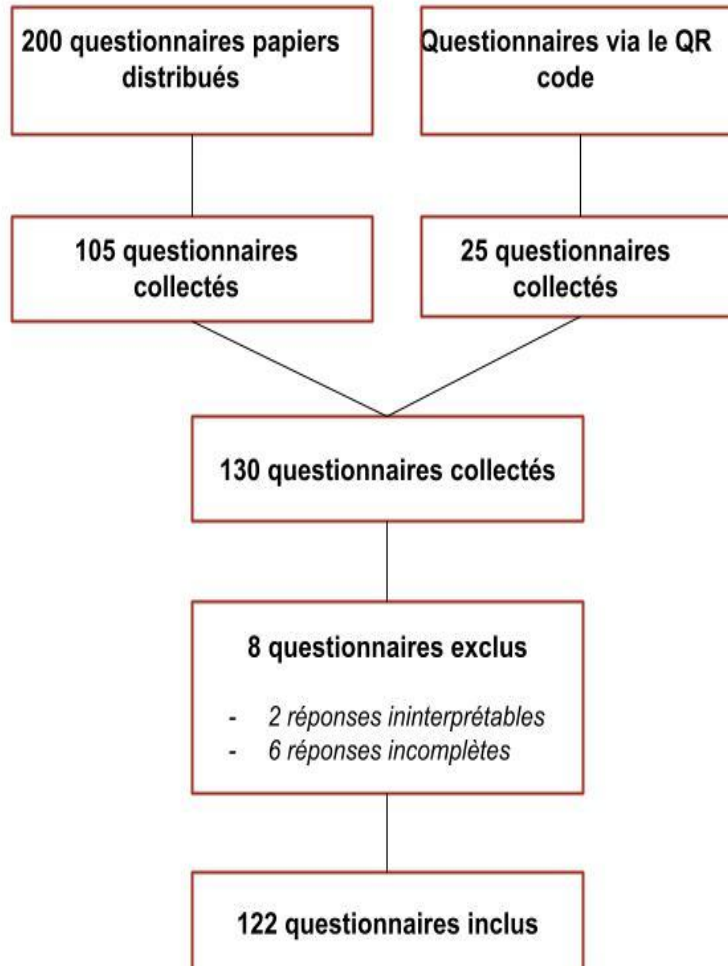 200 questionnaires papiers
distribués
Questionnaires via le QR
code
105 questionnaires
collectés
25 questionnaires
collectés
130 questionnaires collectés
8 questionnaires exclus
- 2 réponses ininterprétables
- 6 réponses incomplètes
122 questionnaires inclus